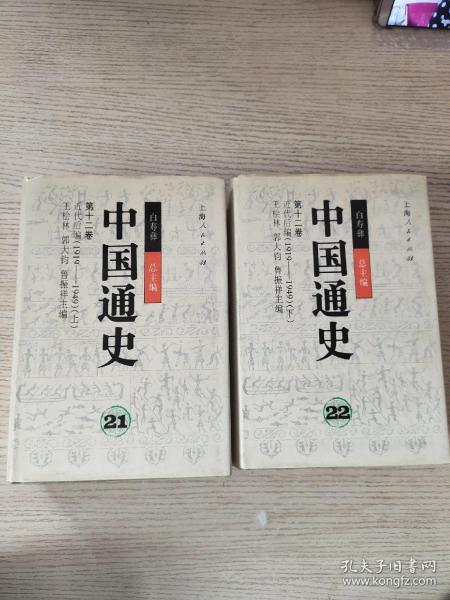 中国通史
白寿彝
总主编
第十二卷
近代后编(1919——1949)(上)
王桧林 郭大钧 鲁振祥主编
上海人民出版社
21
中国通史
白寿彝
总主编
第十二卷
近代后编(1919——1949)(下)
王桧林 郭大钧 鲁振祥主编
上海人民出版社
22
孔夫子旧书网
www.kongfz.com